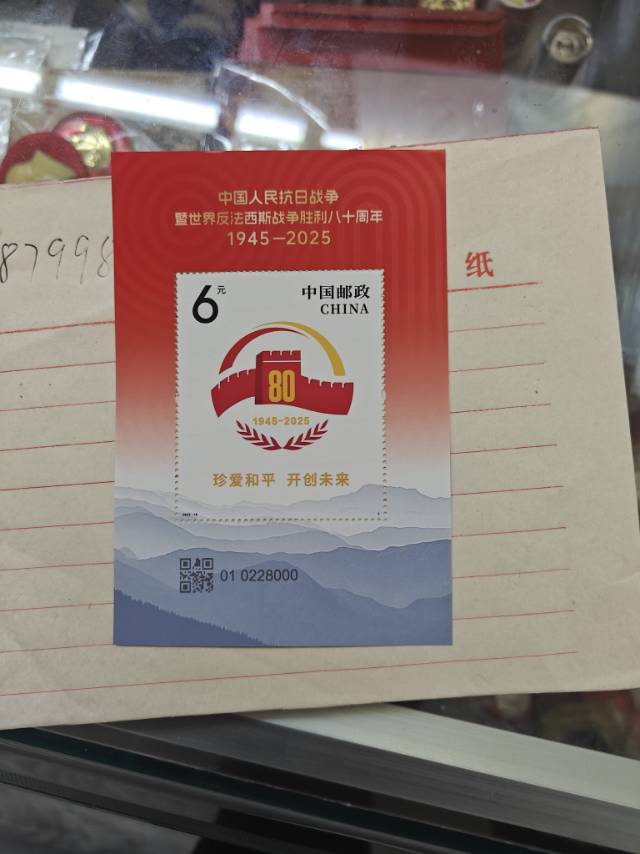 中国人民抗日战争
暨世界反法西斯战争胜利八十周年
1945－2025
87998
纸
6元
中国邮政
CHINA
80
1945-2025
珍爱和平 开创未来
01 0228000